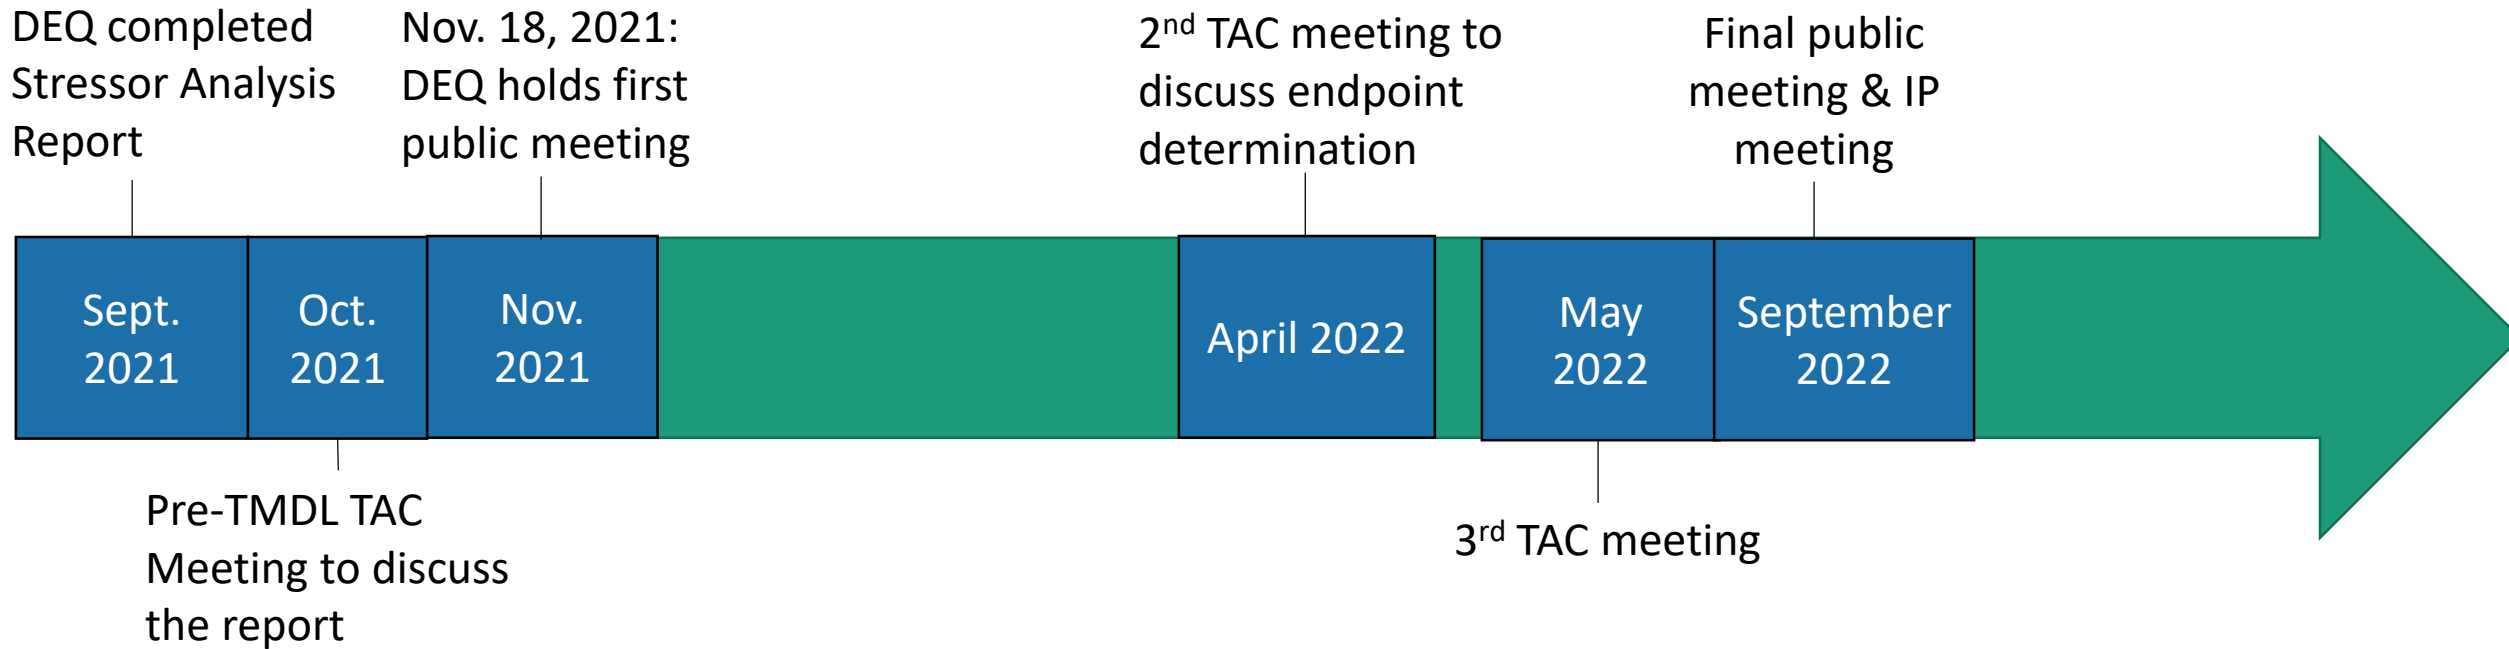 DEQ completed
Stressor Analysis
Report
Nov. 18, 2021:
DEQ holds first
public meeting
2nd TAC meeting to
discuss endpoint
determination
Final public
meeting & IP
meeting
Sept.
2021
Oct.
2021
Nov.
2021
April 2022
May
2022
September
2022
Pre-TMDL TAC
Meeting to discuss
the report
3rd TAC meeting